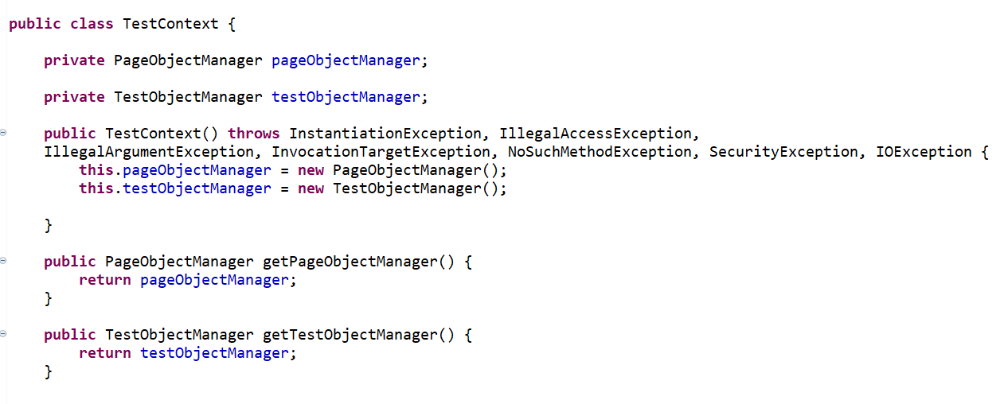 public class TestContext {
private PageObjectManager pageObjectManager;
private TestObjectManager testObjectManager;
public TestContext() throws InstantiationException, IllegalAccessException,
IllegalArgumentException, InvocationTargetException, NoSuchMethodException, SecurityException, IOException {
this.pageObjectManager = new PageObjectManager();
this.testObjectManager = new TestObjectManager();
}
public PageObjectManager getPageObjectManager() {
return pageObjectManager;
}
public TestObjectManager getTestObjectManager() {
return testObjectManager;
}